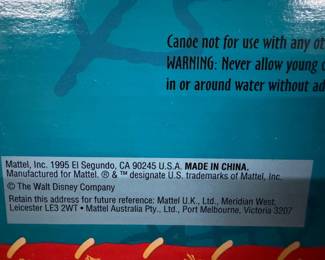 Canoe not for use with any
WARNING: Never allow young
in or around water without
Mattel, Inc. 1995 El Segundo, CA 90245 U.S.A. MADE IN CHINA.
Manufactured for Mattel. ® & ™ designate U.S. trademarks of Mattel, Inc.
© The Walt Disney Company
Retain this address for future reference: Mattel U.K., Ltd., Meridian West,
Leicester LE3 2WT • Mattel Australia Pty., Ltd., Port Melbourne, Victoria 3207